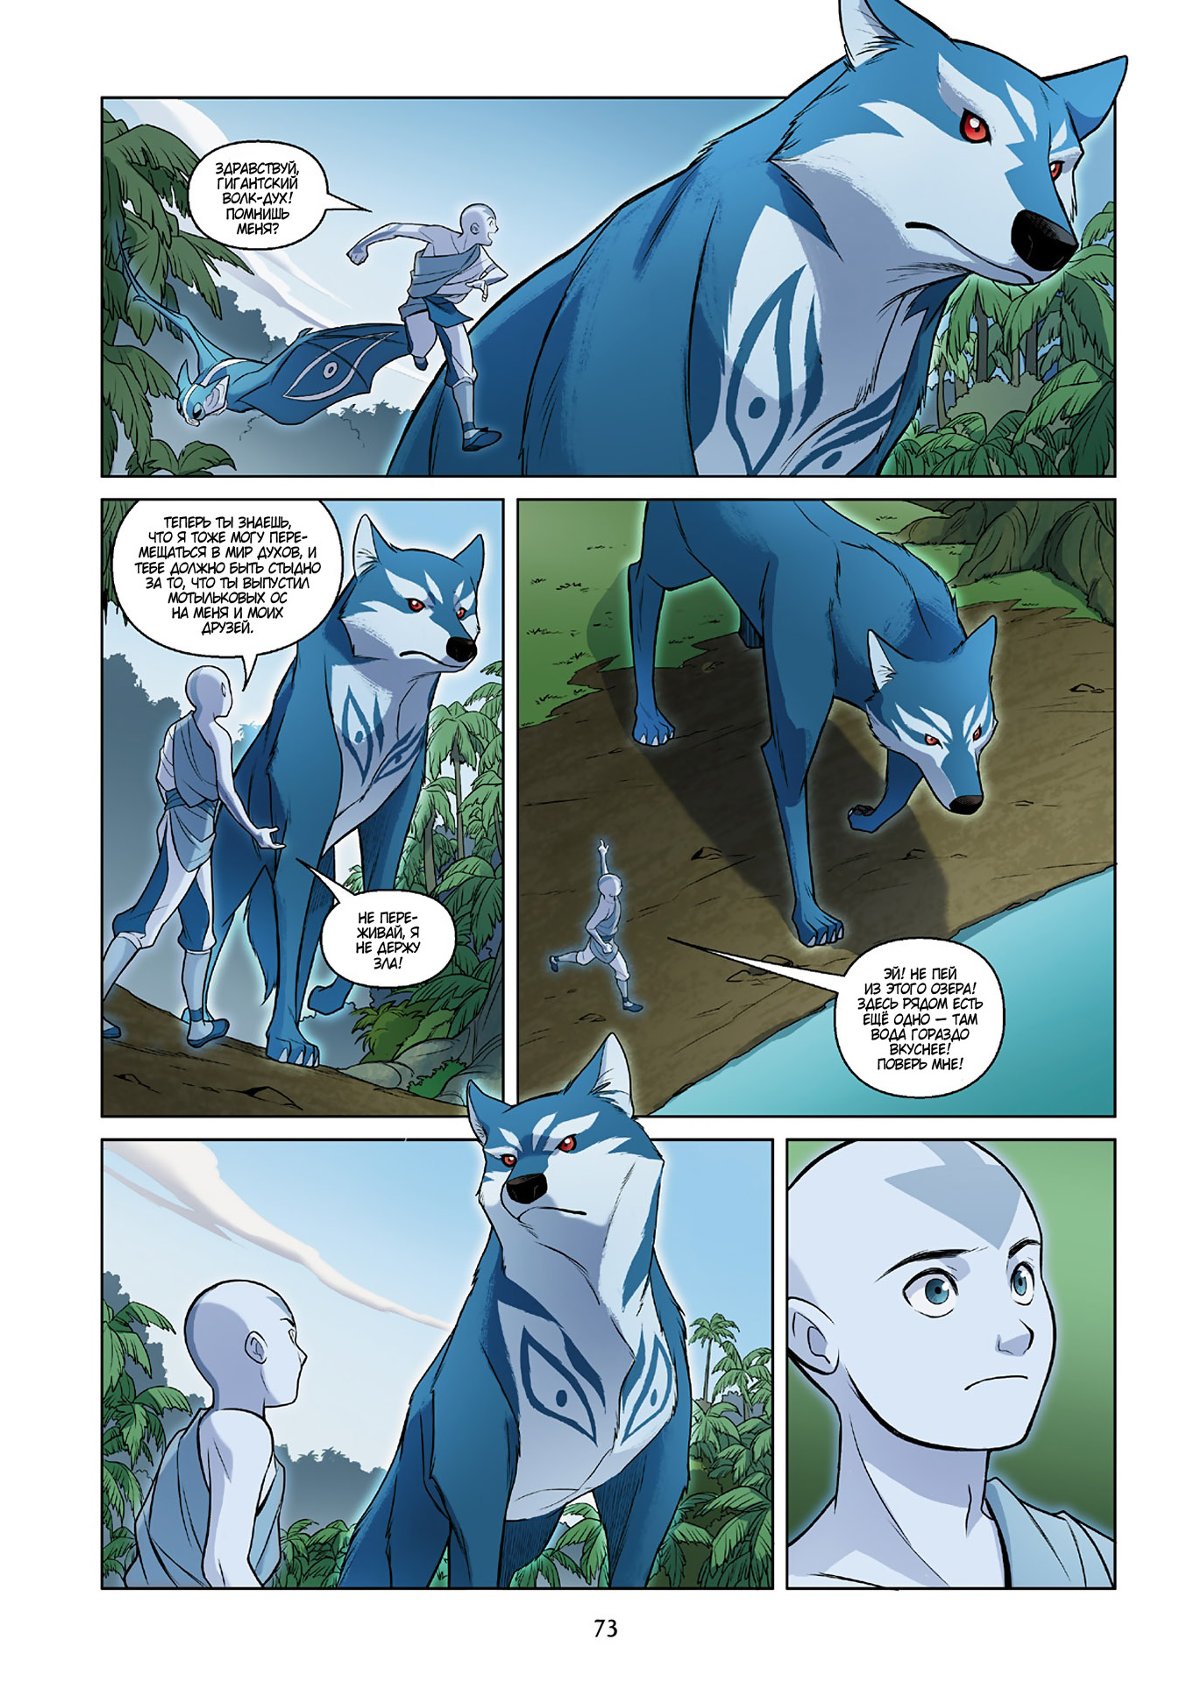 ЗДРАВСТВУЙ,
ГИГАНТСКИЙ
ВОЛК-ДУХ!
ПОМНИШЬ
МЕНЯ?
ТЕПЕРЬ ТЫ ЗНАЕШЬ,
ЧТО Я ТОЖЕ МОГУ ПЕРЕ-
МЕЩАТЬСЯ В МИР ДУХОВ, И
ТЕБЕ ДОЛЖНО БЫТЬ СТЫДНО
ЗА ТО, ЧТО ТЫ ВЫПУСТИЛ
МОТЫЛЬКОВЫХ ОС
НА МЕНЯ И МОИХ
ДРУЗЕЙ.
НЕ ПЕРЕ-
ЖИВАЙ, Я
НЕ ДЕРЖУ
ЗЛА!
ЭЙ! НЕ ПЕЙ
ИЗ ЭТОГО ОЗЕРА!
ЗДЕСЬ РЯДОМ ЕСТЬ
ЕЩЁ ОДНО — ТАМ
ВОДА ГОРАЗДО
ВКУСНЕЕ!
ПОВЕРЬ МНЕ!
73